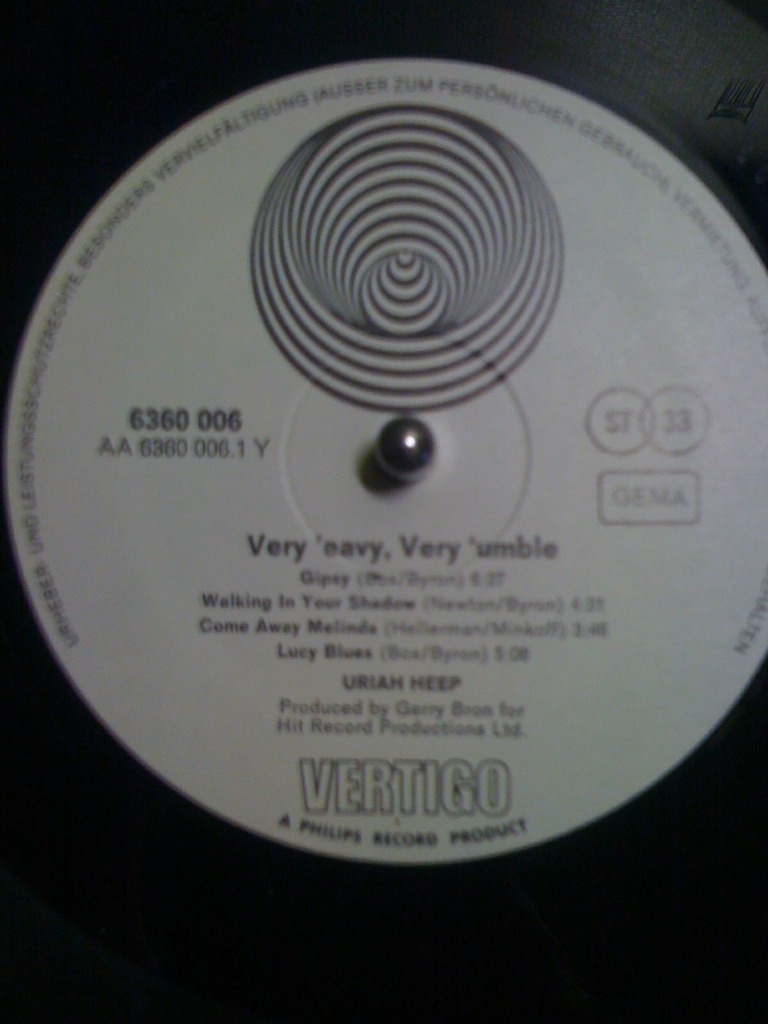 URHEBER- UND LEISTUNGSSCHUTZRECHTE, BESONDERS VERVIELFÄLTIGUNG (AUSSER ZUM PERSÖNLICHEN GEBRAUCH), VERMIETUNG
6360 006
AA 6360 006.1 Y
ST 33
GEMA
Very 'eavy, Very 'umble
Gipsy (Box/Byron) 6:37
Walking In Your Shadow (Newton/Byron) 4:31
Come Away Melinda (Hellerman/Minkoff) 3:46
Lucy Blues (Box/Byron) 5:08
URIAH HEEP
Produced by Gerry Bron for
Hit Record Productions Ltd.
VERTIGO
A PHILIPS RECORD PRODUCT